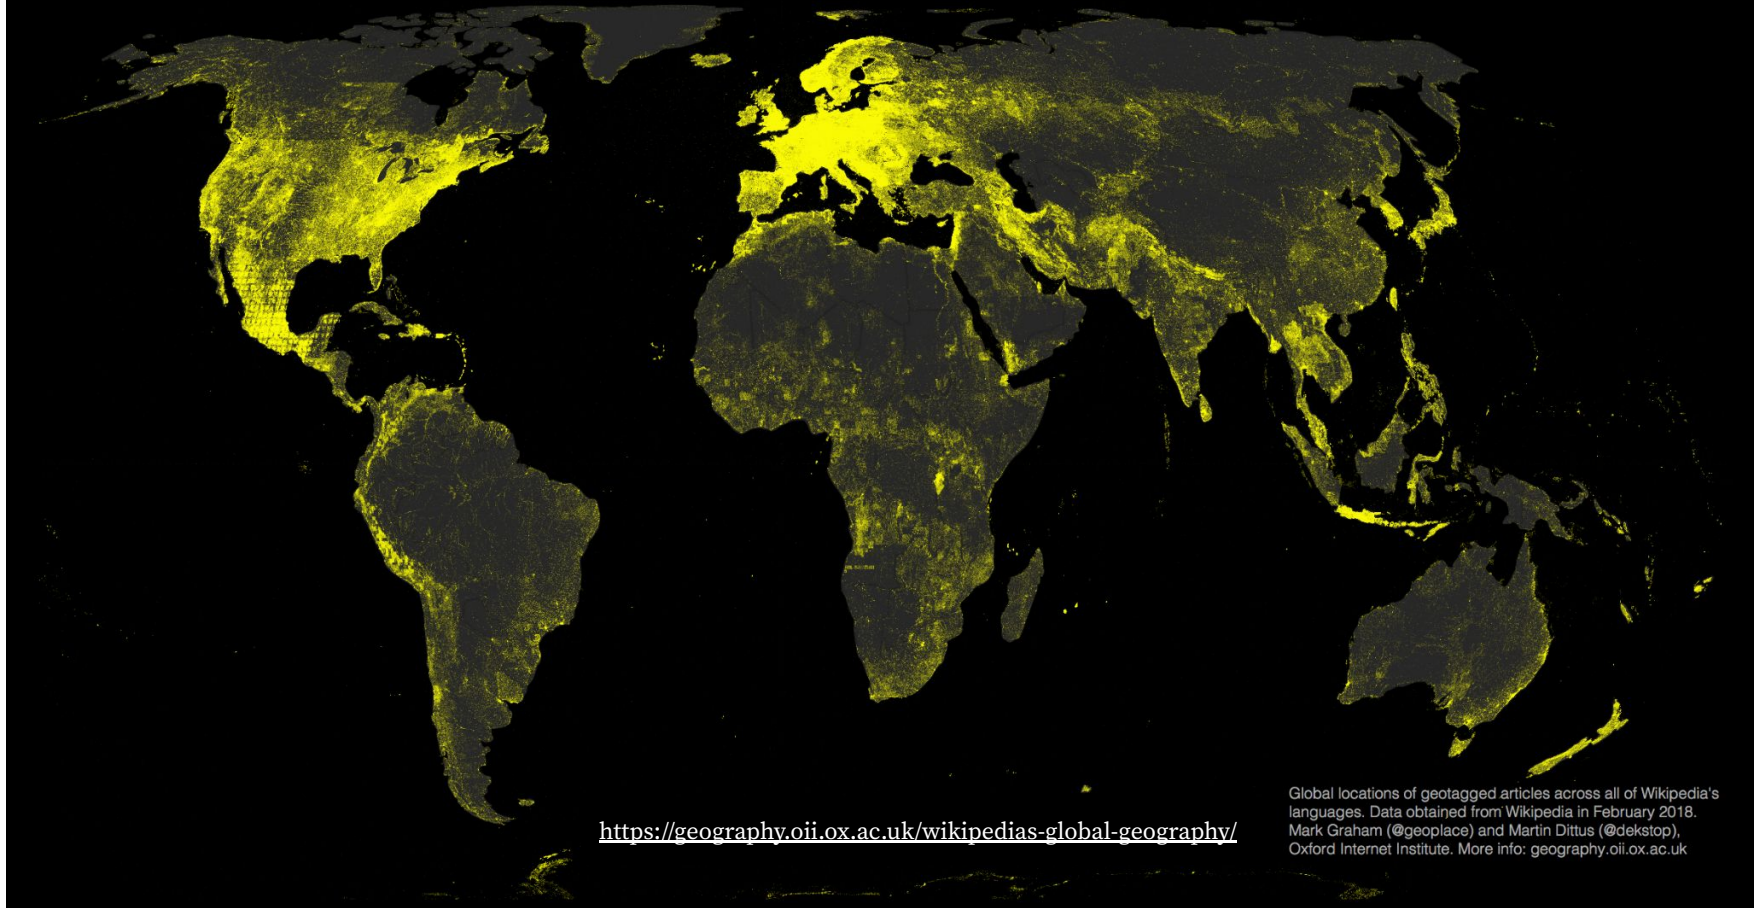 https://geography.oii.ox.ac.uk/wikipedias-global-geography/
Global locations of geotagged articles across all of Wikipedia's
languages. Data obtained from Wikipedia in February 2018.
Mark Graham (@geoplace) and Martin Dittus (@dekstop),
Oxford Internet Institute. More info: geography.oii.ox.ac.uk